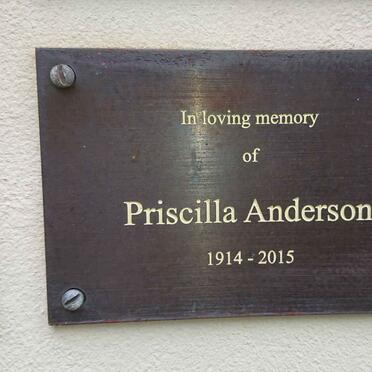 In loving memory
of
Priscilla Anderson
1914 - 2015